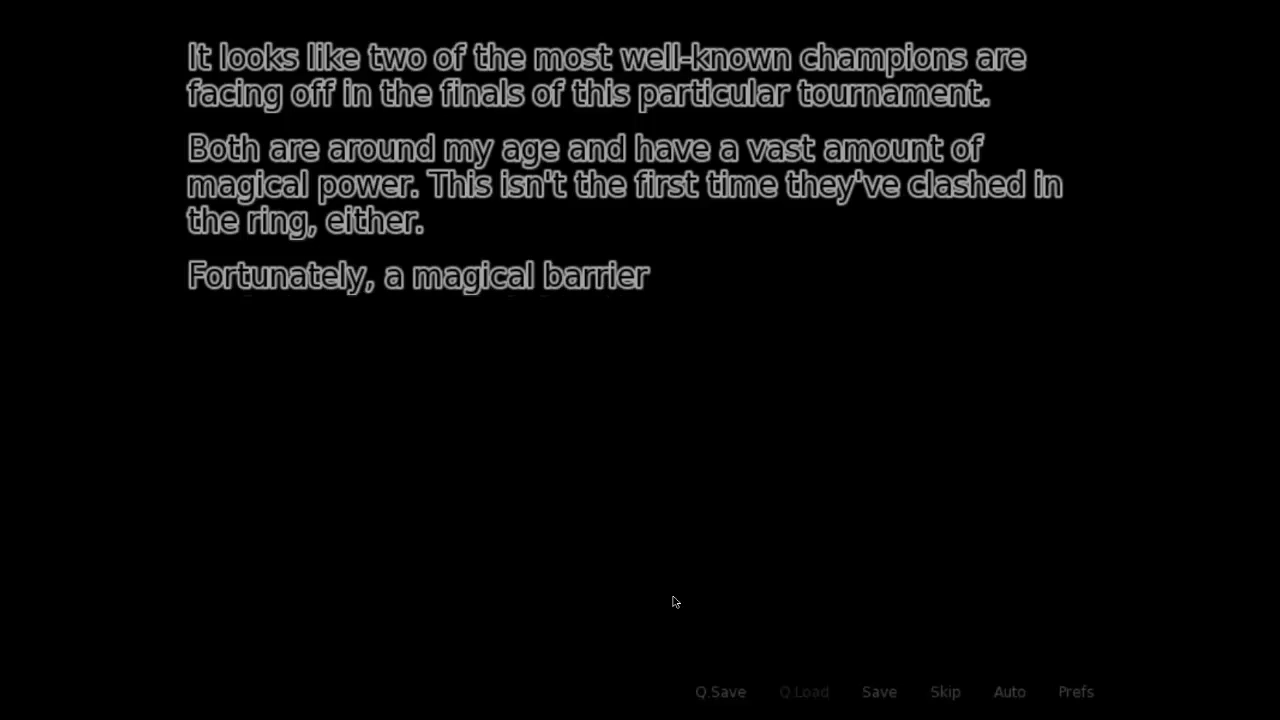 It looks like two of the most well-known champions are
facing off in the finals of this particular tournament.
Both are around my age and have a vast amount of
magical power. This isn't the first time they've clashed in
the ring, either.
Fortunately, a magical barrier
Q.Save Q.Load Save Skip Auto Prefs